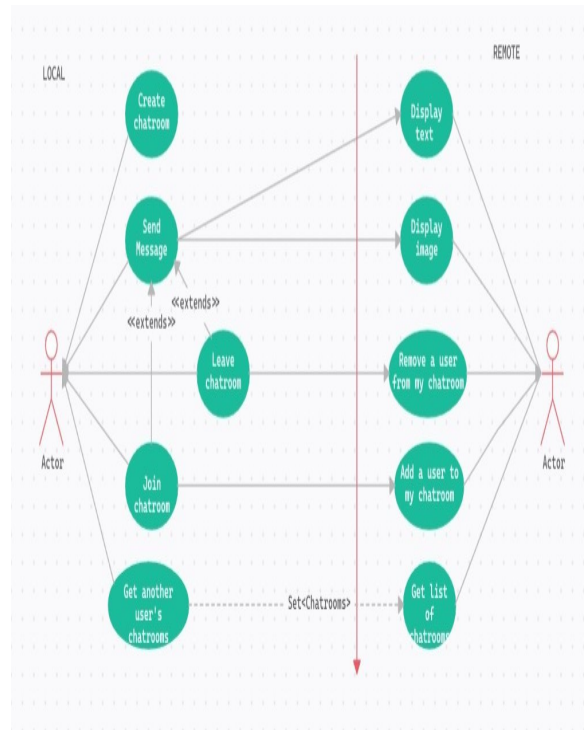 LOCAL
REMOTE
Create
chatroom
Display
text
Send
Message
Display
image
<<extends>>
<<extends>>
Leave
chatroom
Remove a user
from my chatroom
Actor
Actor
Join
chatroom
Add a user to
my chatroom
Get another
user's
chatrooms
Set<Chatrooms>
Get list
of
chatrooms